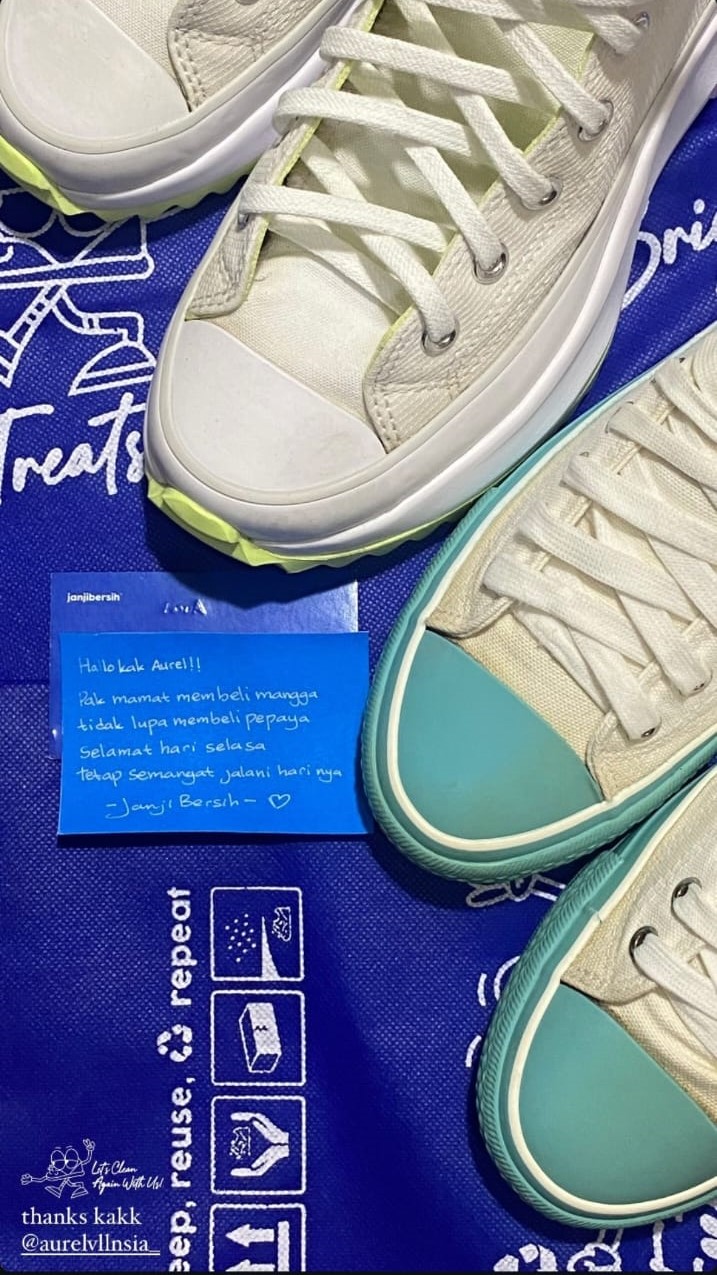 Treats
janjibersih
Hallo kak Aurel!!
Pak mamat membeli mangga
tidak lupa membeli pepaya
Selamat hari selasa
tetap semangat jalani hari nya
- Janji Bersih - ♡
eep, reuse, ♻ repeat
Let's Clean
Again With Us!
thanks kakk
@aurelvllnsia_